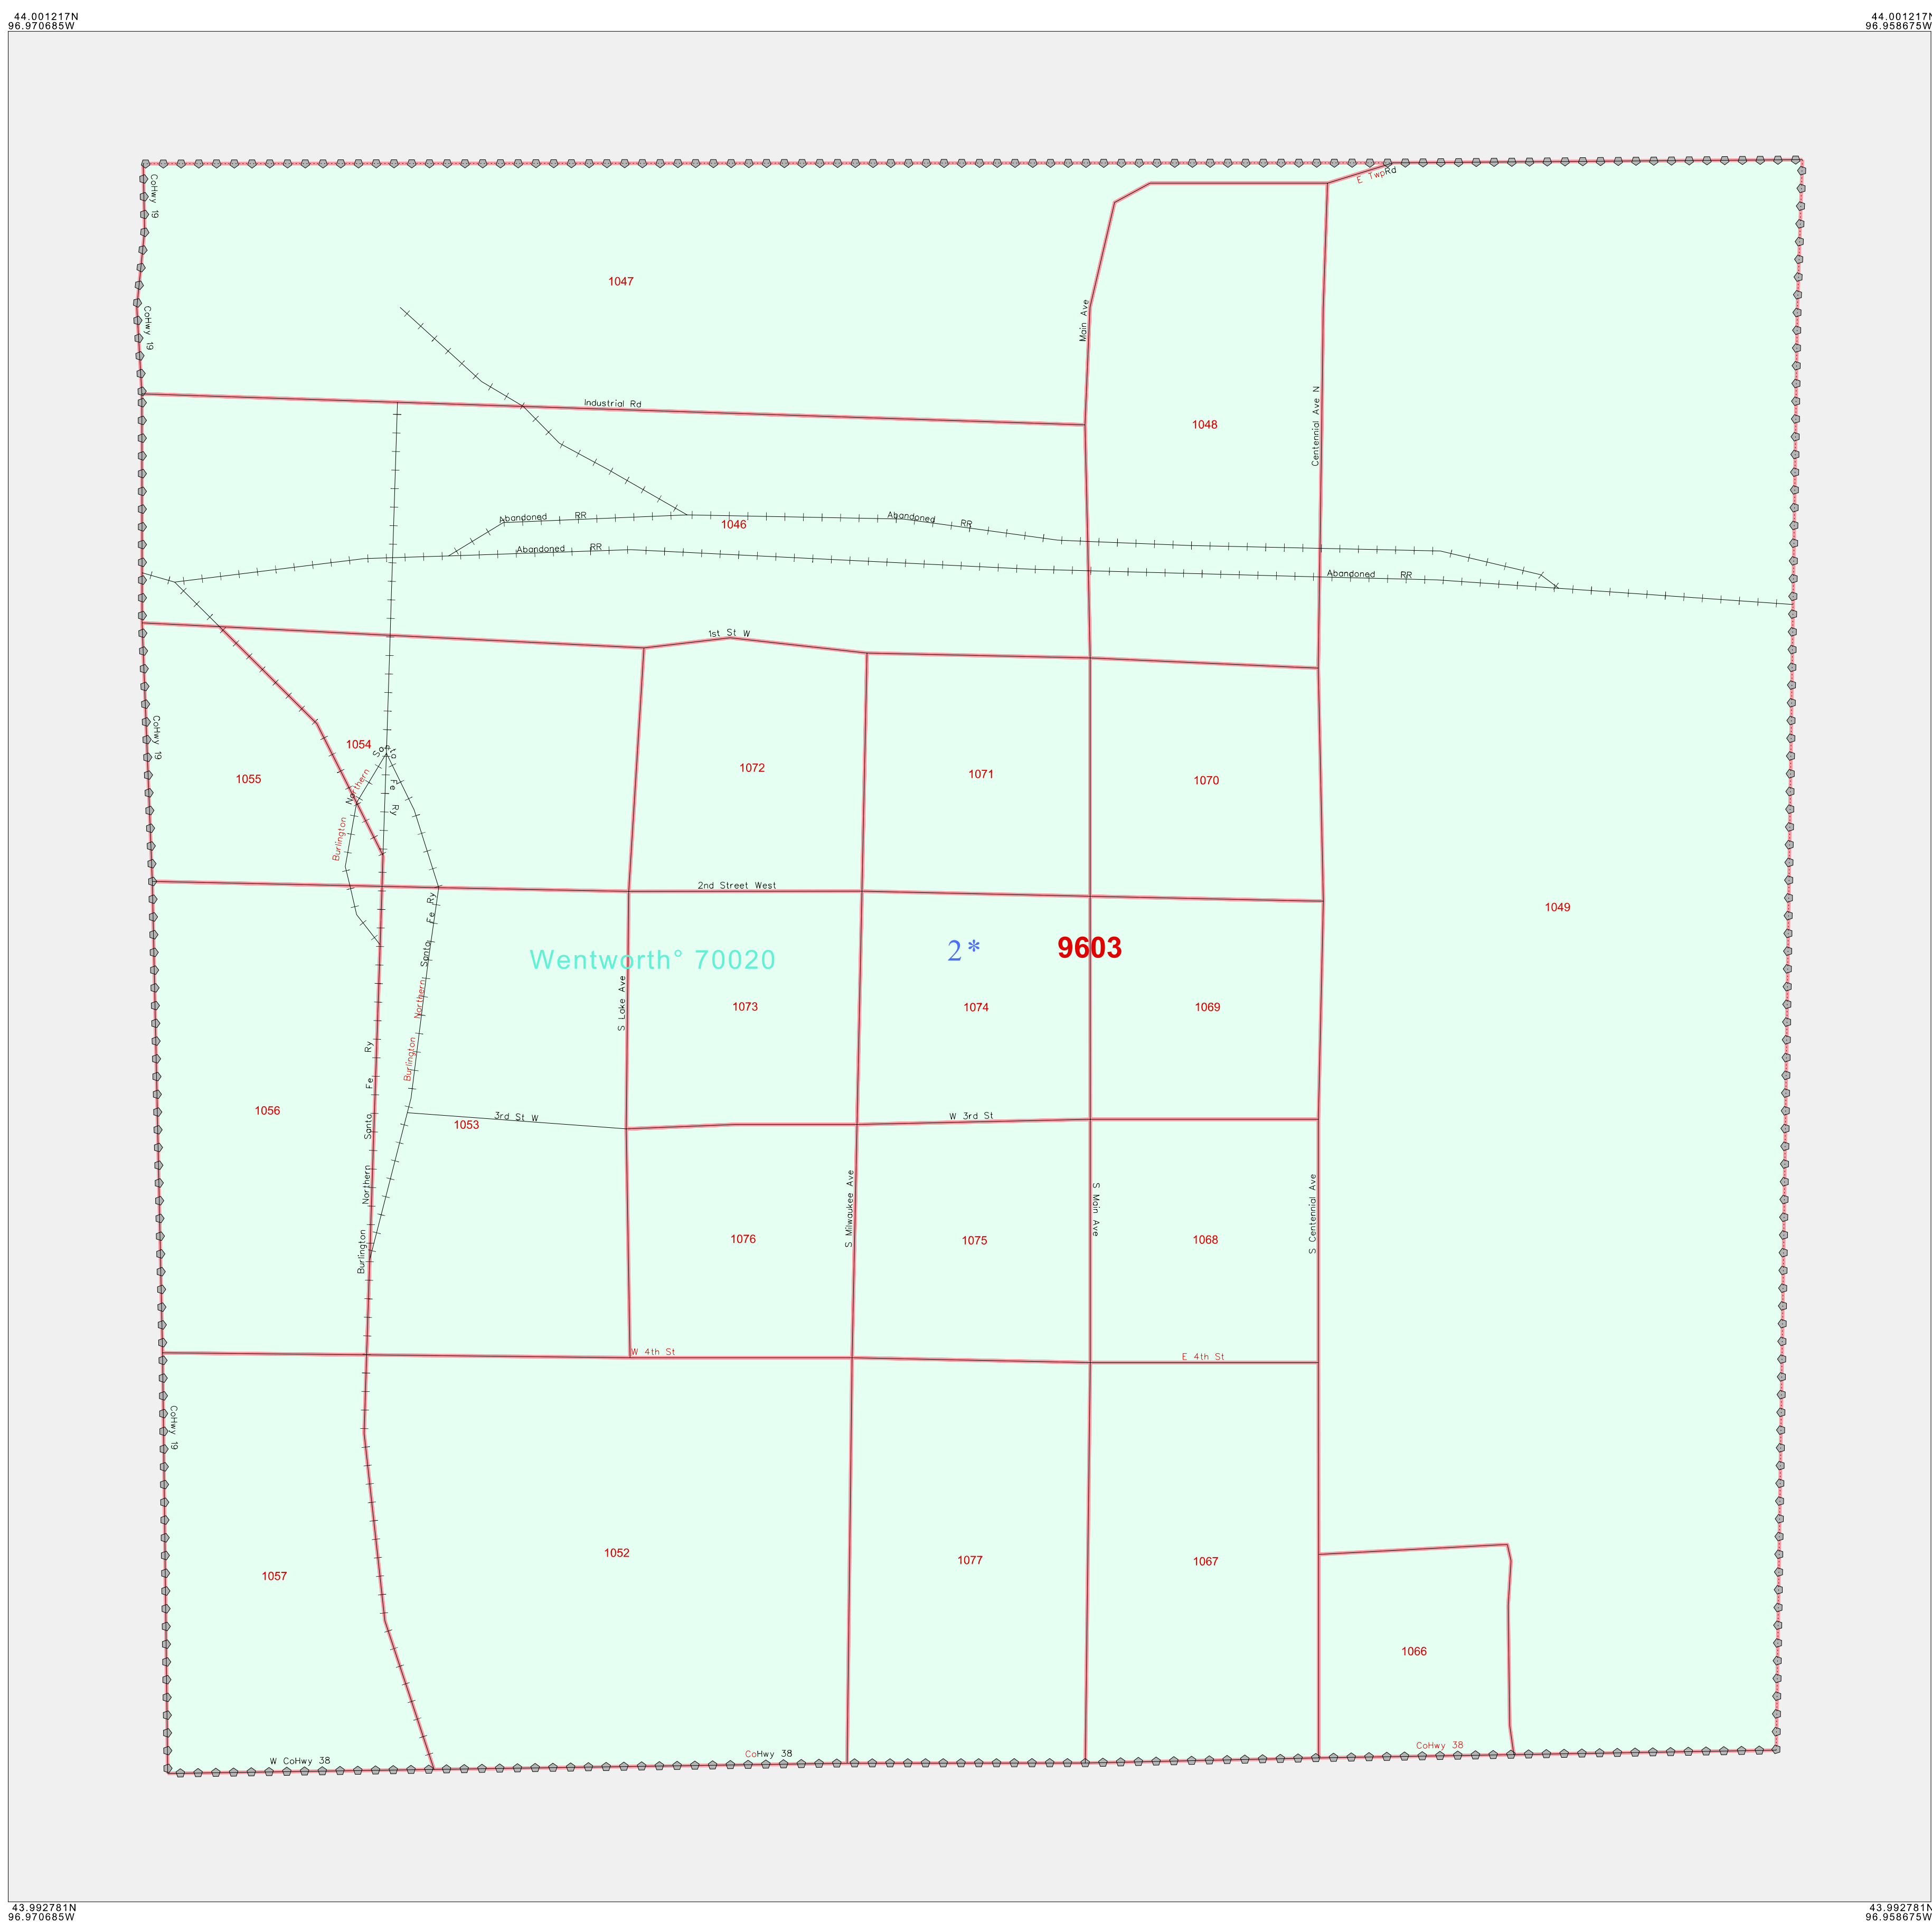 44.001217N
96.970685W
44.001217N
96.958675W
E Twp Rd
CoHwy 19
1047
Main Ave
CoHwy 19
Industrial Rd
Centennial Ave N
1048
Abandoned RR
1046
Abandoned RR
Abandoned RR
Abandoned RR
1st St W
CoHwy 19
1054
1055
1072
1071
1070
Burlington Northern Santa Fe Ry
2nd Street West
1049
Wentworth° 70020
2*
9603
S Lake Ave
1073
1074
1069
Burlington Northern Santa Fe Ry
Burlington Northern Santa Fe Ry
1056
3rd St W
1053
W 3rd St
S Milwaukee Ave
S Main Ave
S Centennial Ave
1076
1075
1068
W 4th St
E 4th St
CoHwy 19
1057
1052
1077
1067
1066
W CoHwy 38
CoHwy 38
CoHwy 38
43.992781N
96.970685W
43.992781N
96.958675W